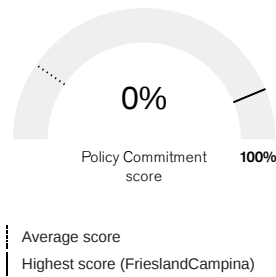 0%
Policy Commitment
score
100%
Average score
Highest score (FrieslandCampina)